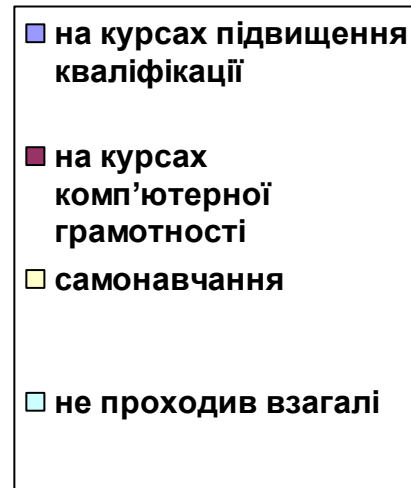 на курсах підвищення
кваліфікації
на курсах
комп’ютерної
грамотності
самонавчання
не проходив взагалі